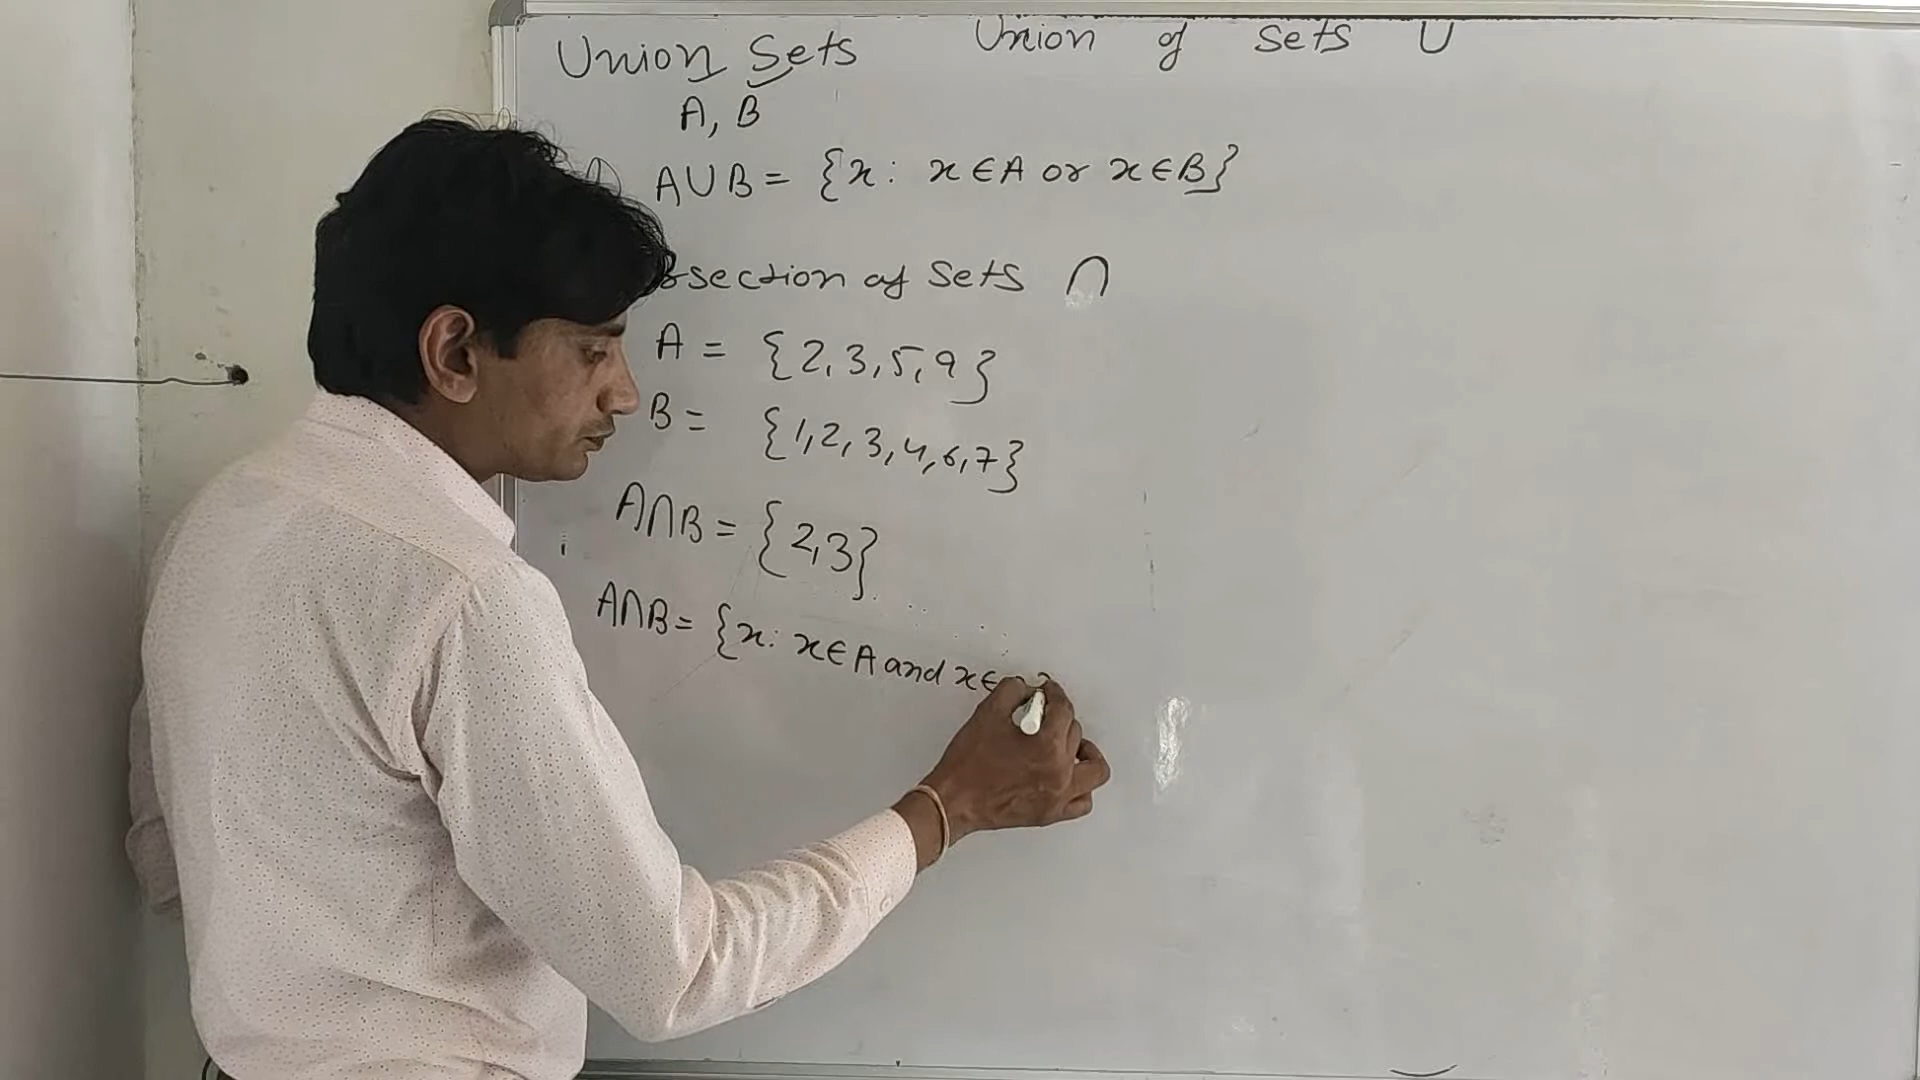 Union Sets Union of Sets U
A, B
A∪B = {x: x∈A or x∈B}
section of Sets ∩
A = {2,3,5,9}
B = {1,2,3,4,6,7}
A∩B = {2,3}
A∩B = {x: x∈A and x∈